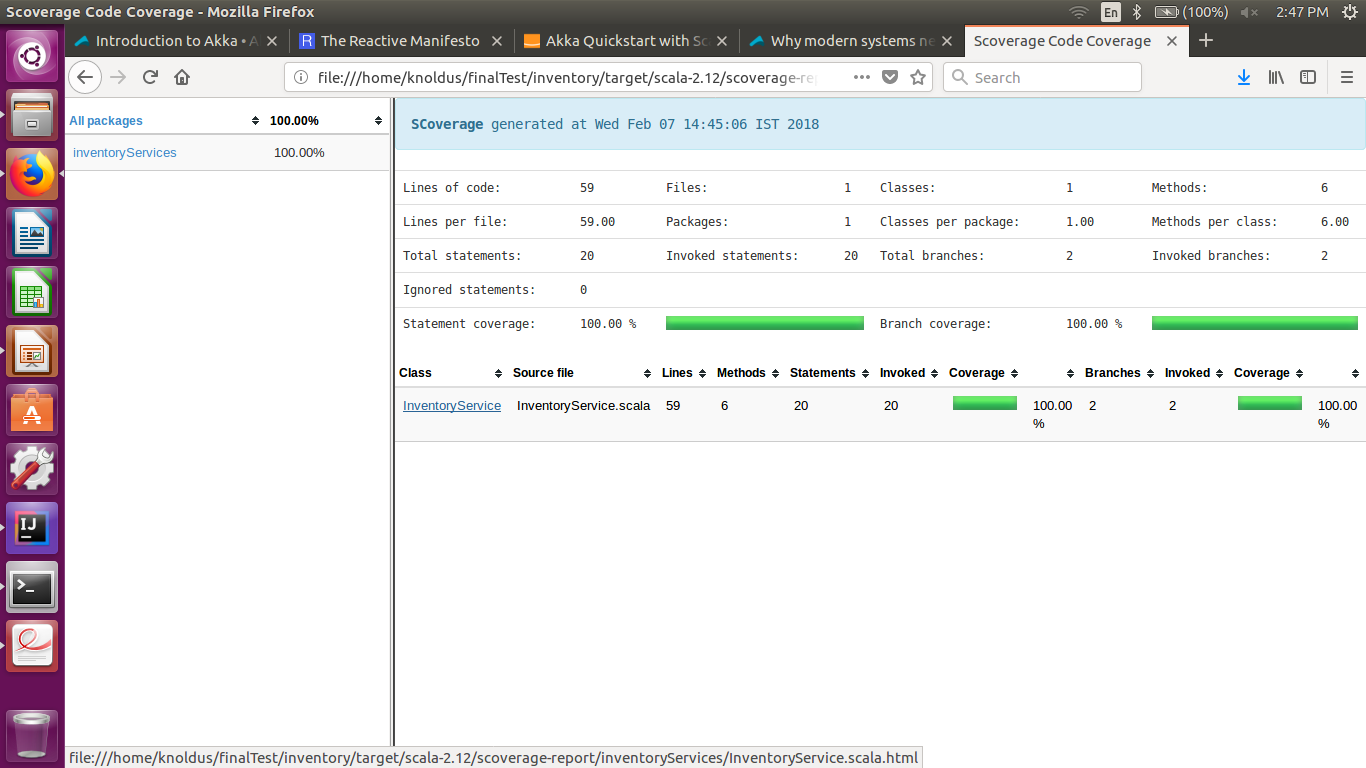 Scoverage Code Coverage - Mozilla Firefox En (100%) 2:47 PM
Introduction to Akka • A The Reactive Manifesto Akka Quickstart with Sc Why modern systems ne Scoverage Code Coverage
file:///home/knoldus/finalTest/inventory/target/scala-2.12/scoverage-rep Search
All packages 100.00%
inventoryServices 100.00%
SCoverage generated at Wed Feb 07 14:45:06 IST 2018
Lines of code: 59 Files: 1 Classes: 1 Methods: 6
Lines per file: 59.00 Packages: 1 Classes per package: 1.00 Methods per class: 6.00
Total statements: 20 Invoked statements: 20 Total branches: 2 Invoked branches: 2
Ignored statements: 0
Statement coverage: 100.00 % Branch coverage: 100.00 %
Class Source file Lines Methods Statements Invoked Coverage Branches Invoked Coverage
InventoryService InventoryService.scala 59 6 20 20 100.00 % 2 2 100.00 %
IJ
file:///home/knoldus/finalTest/inventory/target/scala-2.12/scoverage-report/inventoryServices/InventoryService.scala.html